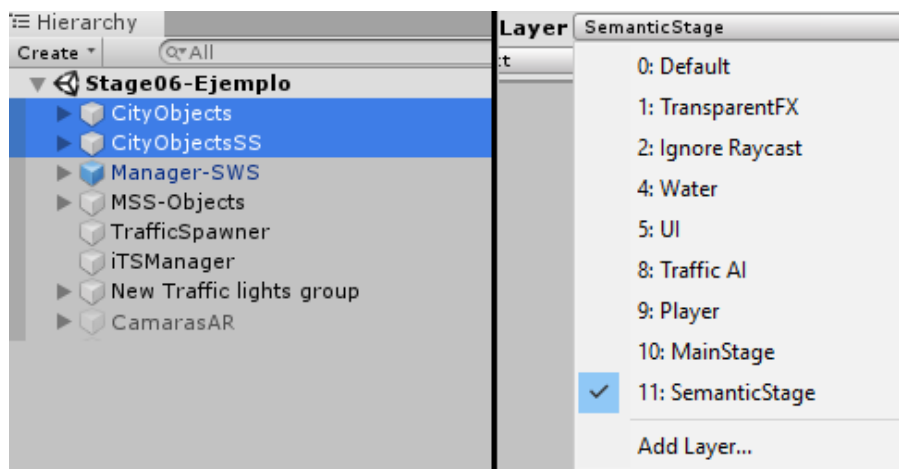 Hierarchy
Create
All
Stage06-Ejemplo
CityObjects
CityObjectsSS
Manager-SWS
MSS-Objects
TrafficSpawner
iTSManager
New Traffic lights group
CamarasAR
Layer SemanticStage
:t
0: Default
1: TransparentFX
2: Ignore Raycast
4: Water
5: UI
8: Traffic AI
9: Player
10: MainStage
11: SemanticStage
Add Layer...